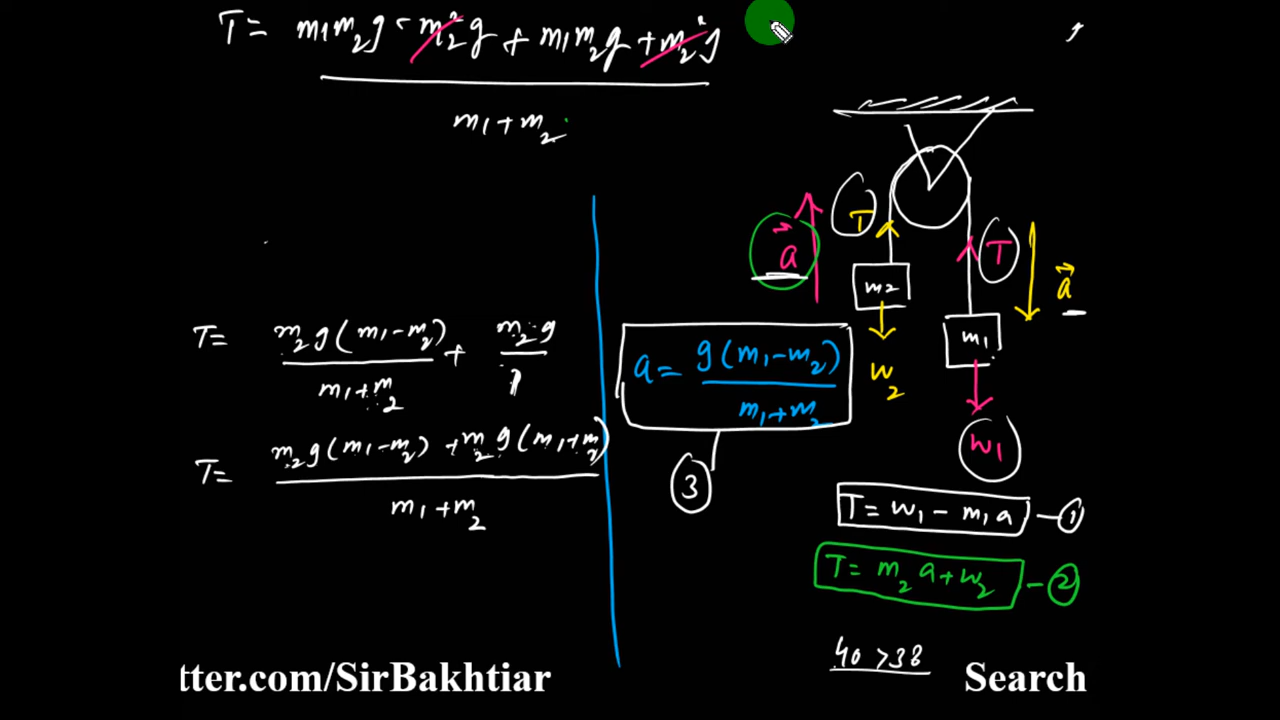 T = m1m2g - m2²g + m1m2g + m2²g
m1 + m2
T = m2g(m1-m2) + m2g
m1+m2 1
T = m2g(m1-m2) + m2g(m1+m2)
m1+m2
a = g(m1-m2)
m1+m2
3
T
T
a
a
m2
m1
w2
w1
T = w1 - m1a - 1
T = m2a + w2 - 2
40 > 38
tter.com/SirBakhtiar
Search